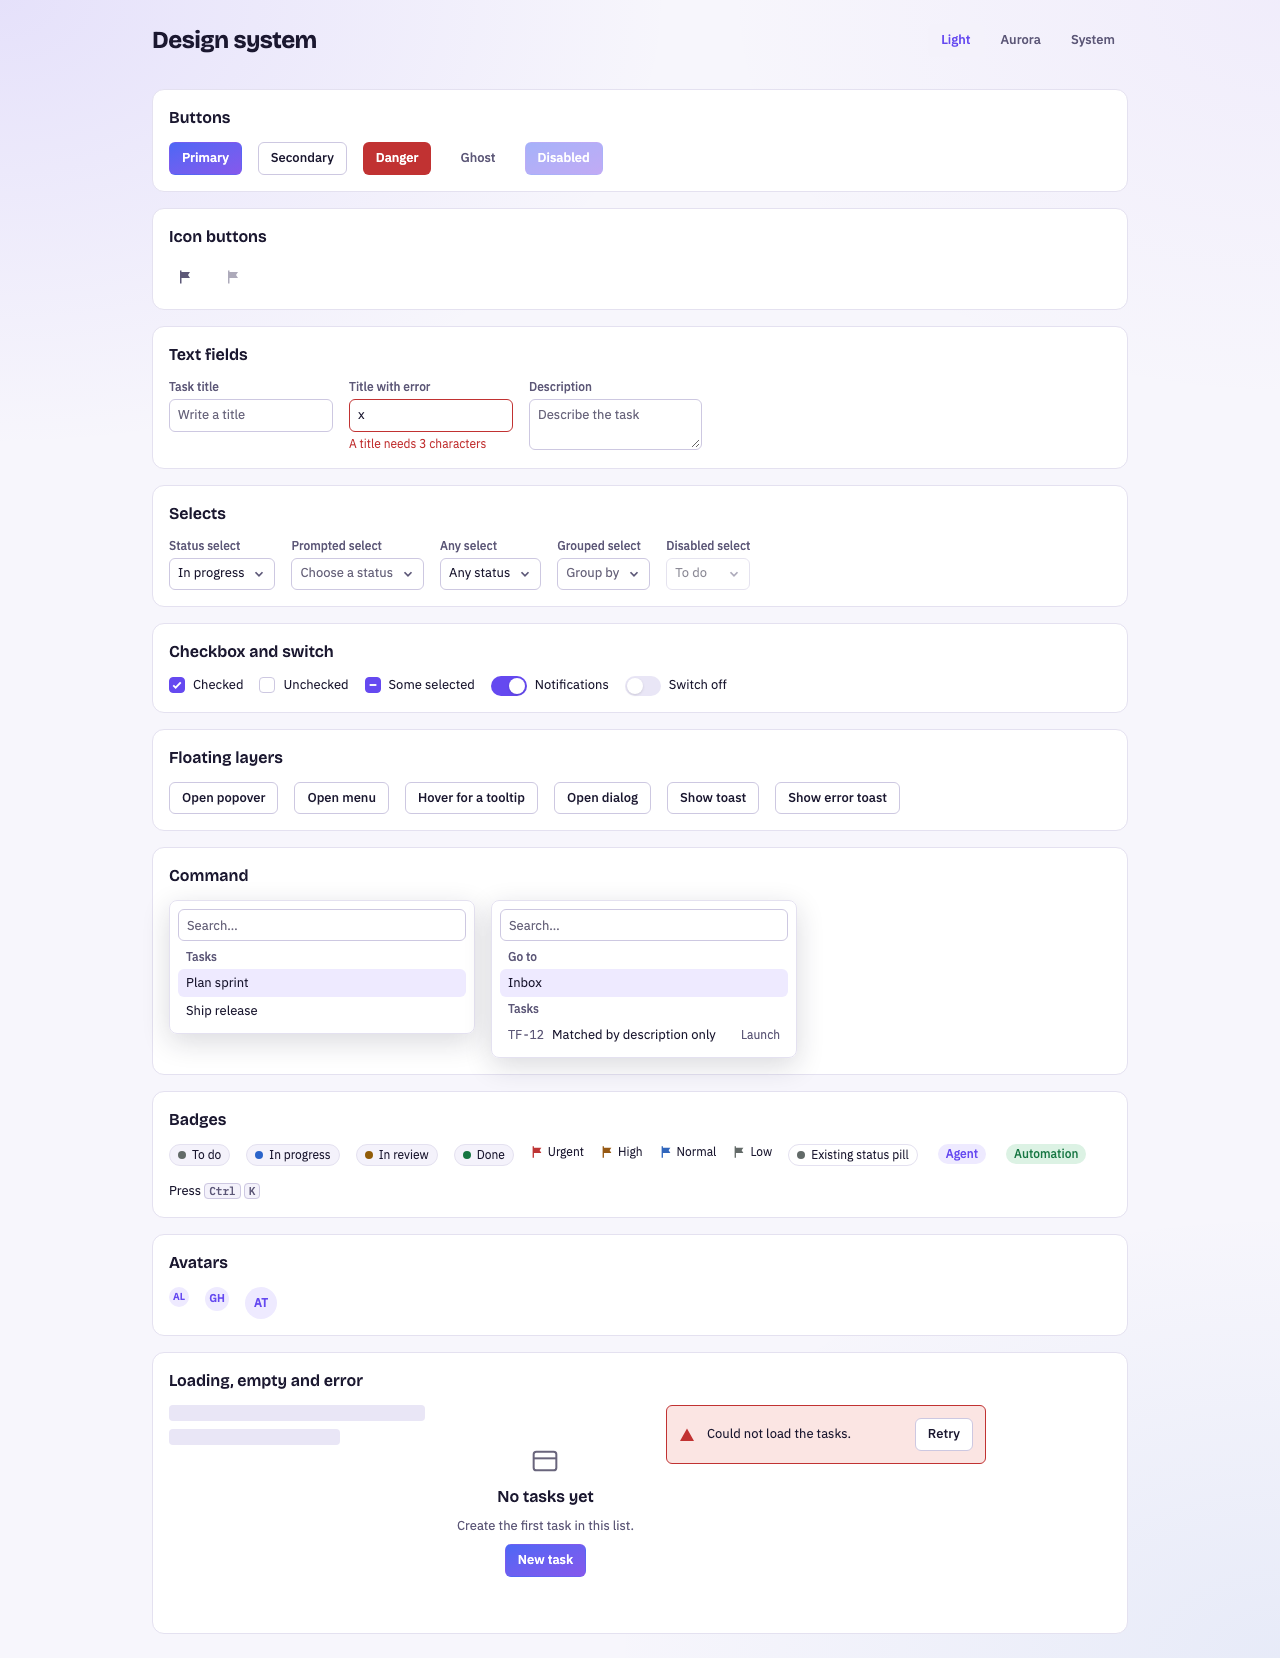 Design system
Light Aurora System
Buttons
Primary Secondary Danger Ghost Disabled
Icon buttons
Text fields
Task title Title with error Description
Write a title x Describe the task
A title needs 3 characters
Selects
Status select Prompted select Any select Grouped select Disabled select
In progress Choose a status Any status Group by To do
Checkbox and switch
Checked Unchecked Some selected Notifications Switch off
Floating layers
Open popover Open menu Hover for a tooltip Open dialog Show toast Show error toast
Command
Search...
Tasks
Plan sprint
Ship release
Search...
Go to
Inbox
Tasks
TF-12 Matched by description only Launch
Badges
To do In progress In review Done Urgent High Normal Low Existing status pill Agent Automation
Press Ctrl K
Avatars
AL GH AT
Loading, empty and error
Could not load the tasks. Retry
No tasks yet
Create the first task in this list.
New task